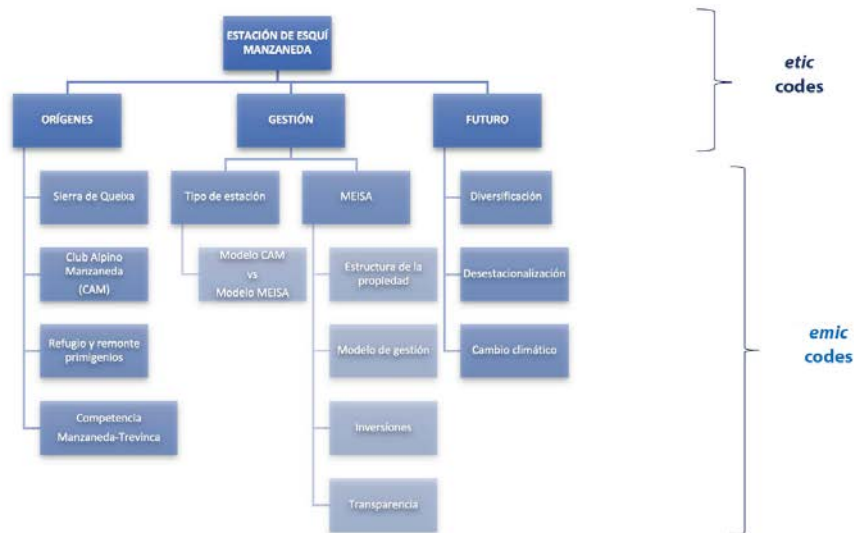 ESTACIÓN DE ESQUÍ
MANZANEDA
etic
codes
ORÍGENES
GESTIÓN
FUTURO
Sierra de Queixa
Tipo de estación
MEISA
Diversificación
Club Alpino
Manzaneda
(CAM)
Modelo CAM
vs
Modelo MEISA
Estructura de la
propiedad
Desestacionalización
Refugio y remonte
primigenios
Modelo de gestión
Cambio climático
emic
codes
Competencia
Manzaneda-Trevinca
Inversiones
Transparencia